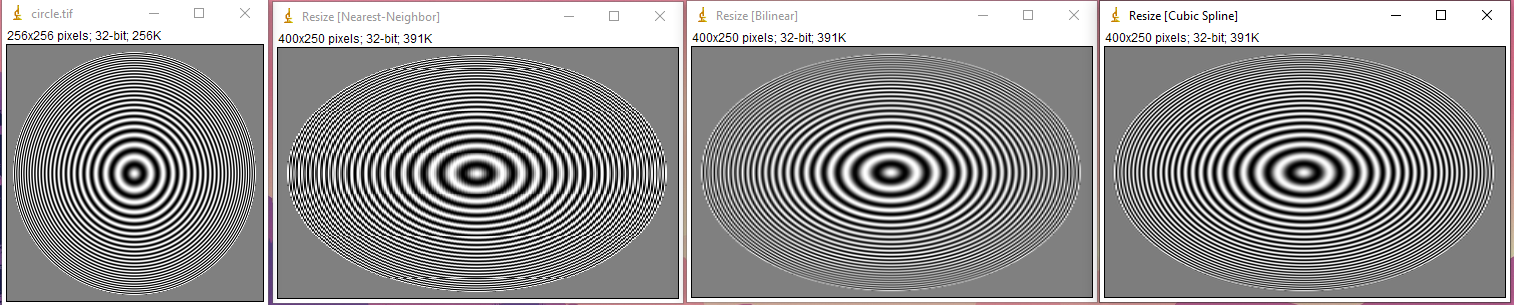 circle.tif
256x256 pixels; 32-bit; 256K
Resize [Nearest-Neighbor]
400x250 pixels; 32-bit; 391K
Resize [Bilinear]
400x250 pixels; 32-bit; 391K
Resize [Cubic Spline]
400x250 pixels; 32-bit; 391K